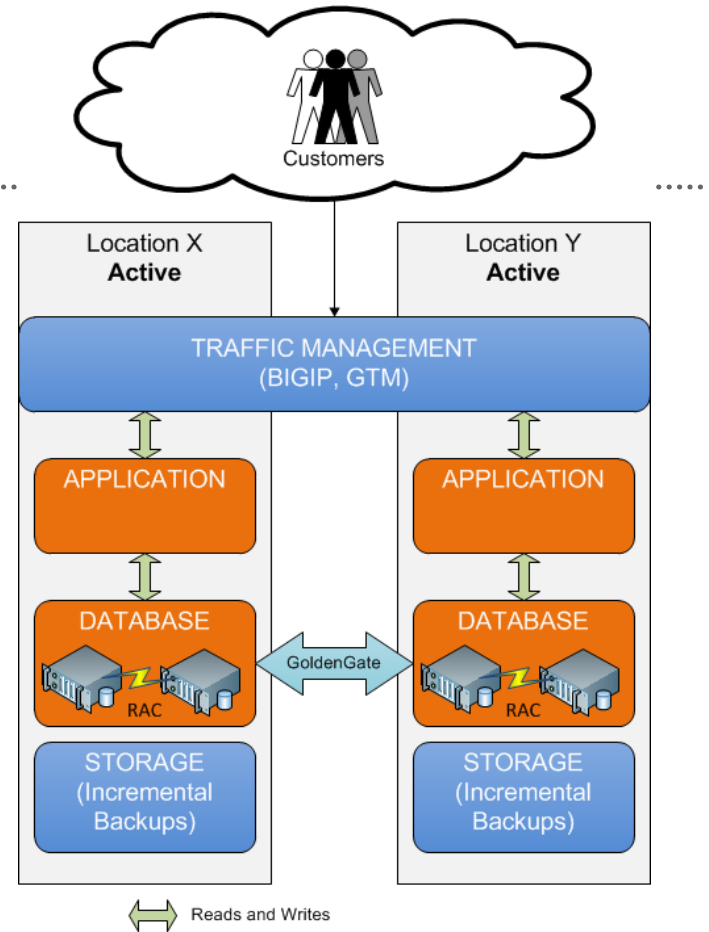 Customers
Location X
Active
Location Y
Active
TRAFFIC MANAGEMENT
(BIGIP, GTM)
APPLICATION
APPLICATION
DATABASE
RAC
GoldenGate
DATABASE
RAC
STORAGE
(Incremental
Backups)
STORAGE
(Incremental
Backups)
Reads and Writes